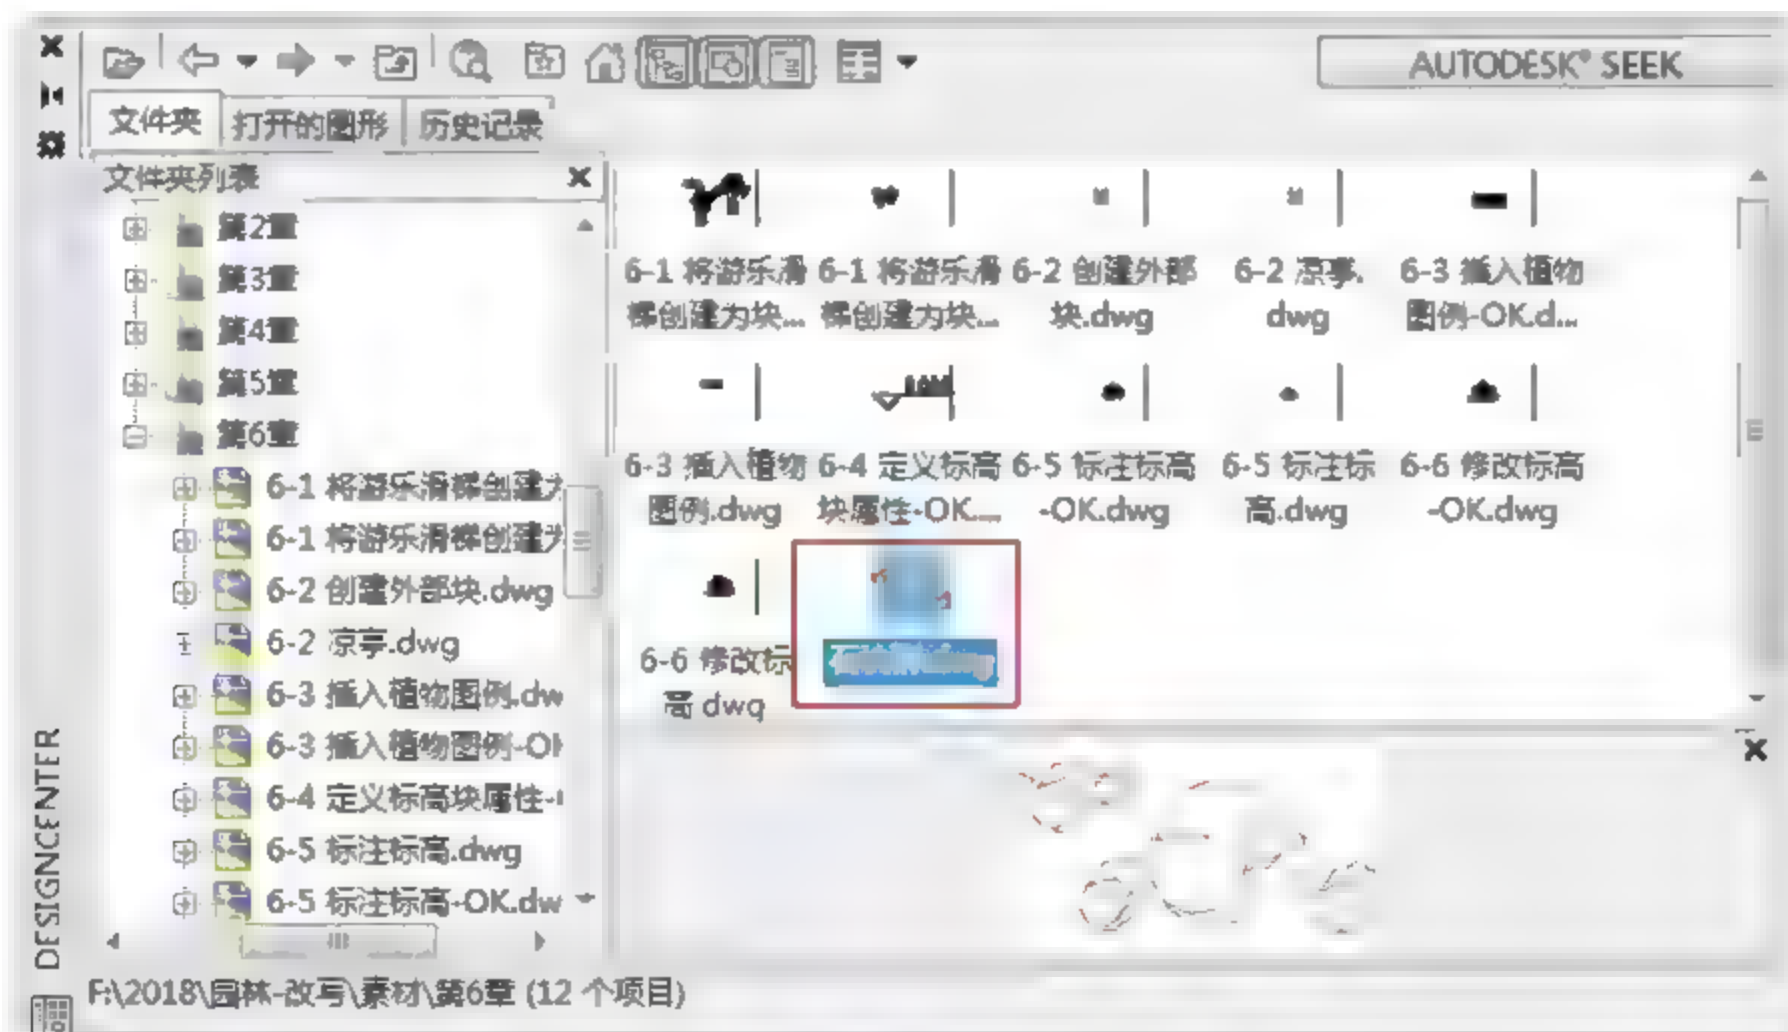 AUTODESK® SEEK
文件夹
打开的图形
历史记录
文件夹列表
第2章
第3章
第4章
第5章
第6章
6-1 将游乐滑梯创建为
6-1 将游乐滑梯创建为
6-2 创建外部块.dwg
6-2 凉亭.dwg
6-3 插入植物图例.dw
6-3 插入植物图例-OK
6-4 定义标高块属性-
6-5 标注标高.dwg
6-5 标注标高-OK.dw
6-1 将游乐滑
梯创建为块...
6-1 将游乐滑
梯创建为块...
6-2 创建外部
块.dwg
6-2 凉亭.
dwg
6-3 插入植物
图例-OK.d...
6-3 插入植物
图例.dwg
6-4 定义标高
块属性-OK....
6-5 标注标高
-OK.dwg
6-5 标注标
高.dwg
6-6 修改标高
-OK.dwg
6-6 修改标
高.dwg
DESIGNCENTER
F:\2018\园林-改写\素材\第6章 (12 个项目)